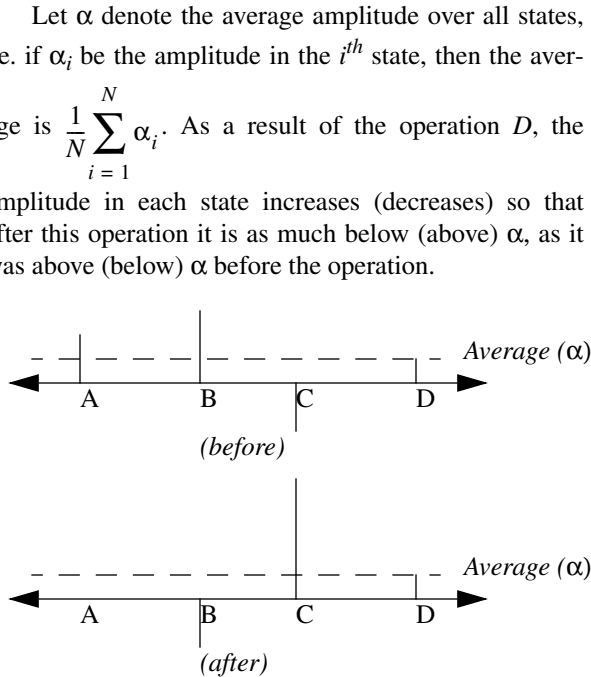 Let α denote the average amplitude over all states,
e. if αi be the amplitude in the ith state, then the aver-
ge is 1/N ∑ i = 1 N αi. As a result of the operation D, the
mplitude in each state increases (decreases) so that
fter this operation it is as much below (above) α, as it
was above (below) α before the operation.
Average (α)
A B C D
(before)
Average (α)
A B C D
(after)